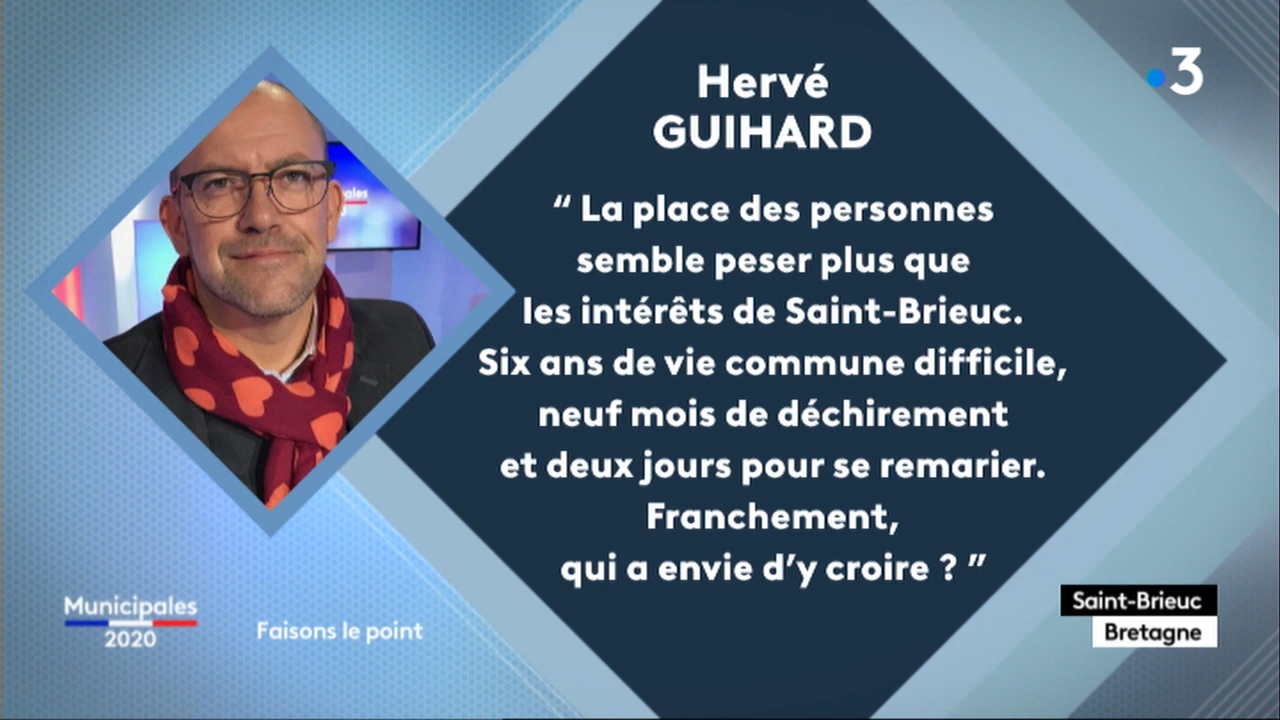 3
Hervé
GUIHARD
“ La place des personnes
semble peser plus que
les intérêts de Saint-Brieuc.
Six ans de vie commune difficile,
neuf mois de déchirement
et deux jours pour se remarier.
Franchement,
qui a envie d’y croire ? ”
Municipales
2020
Faisons le point
Saint-Brieuc
Bretagne